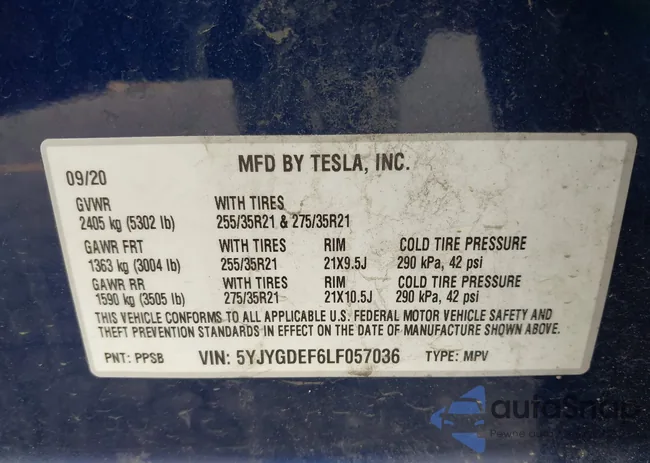 MFD BY TESLA, INC.
09/20
GVWR WITH TIRES
2405 kg (5302 lb) 255/35R21 & 275/35R21
GAWR FRT WITH TIRES RIM COLD TIRE PRESSURE
1363 kg (3004 lb) 255/35R21 21X9.5J 290 kPa, 42 psi
GAWR RR WITH TIRES RIM COLD TIRE PRESSURE
1590 kg (3505 lb) 275/35R21 21X10.5J 290 kPa, 42 psi
THIS VEHICLE CONFORMS TO ALL APPLICABLE U.S. FEDERAL MOTOR VEHICLE SAFETY AND
THEFT PREVENTION STANDARDS IN EFFECT ON THE DATE OF MANUFACTURE SHOWN ABOVE.
PNT: PPSB VIN: 5YJYGDEF6LF057036 TYPE: MPV
autoSnap
Pewne auto